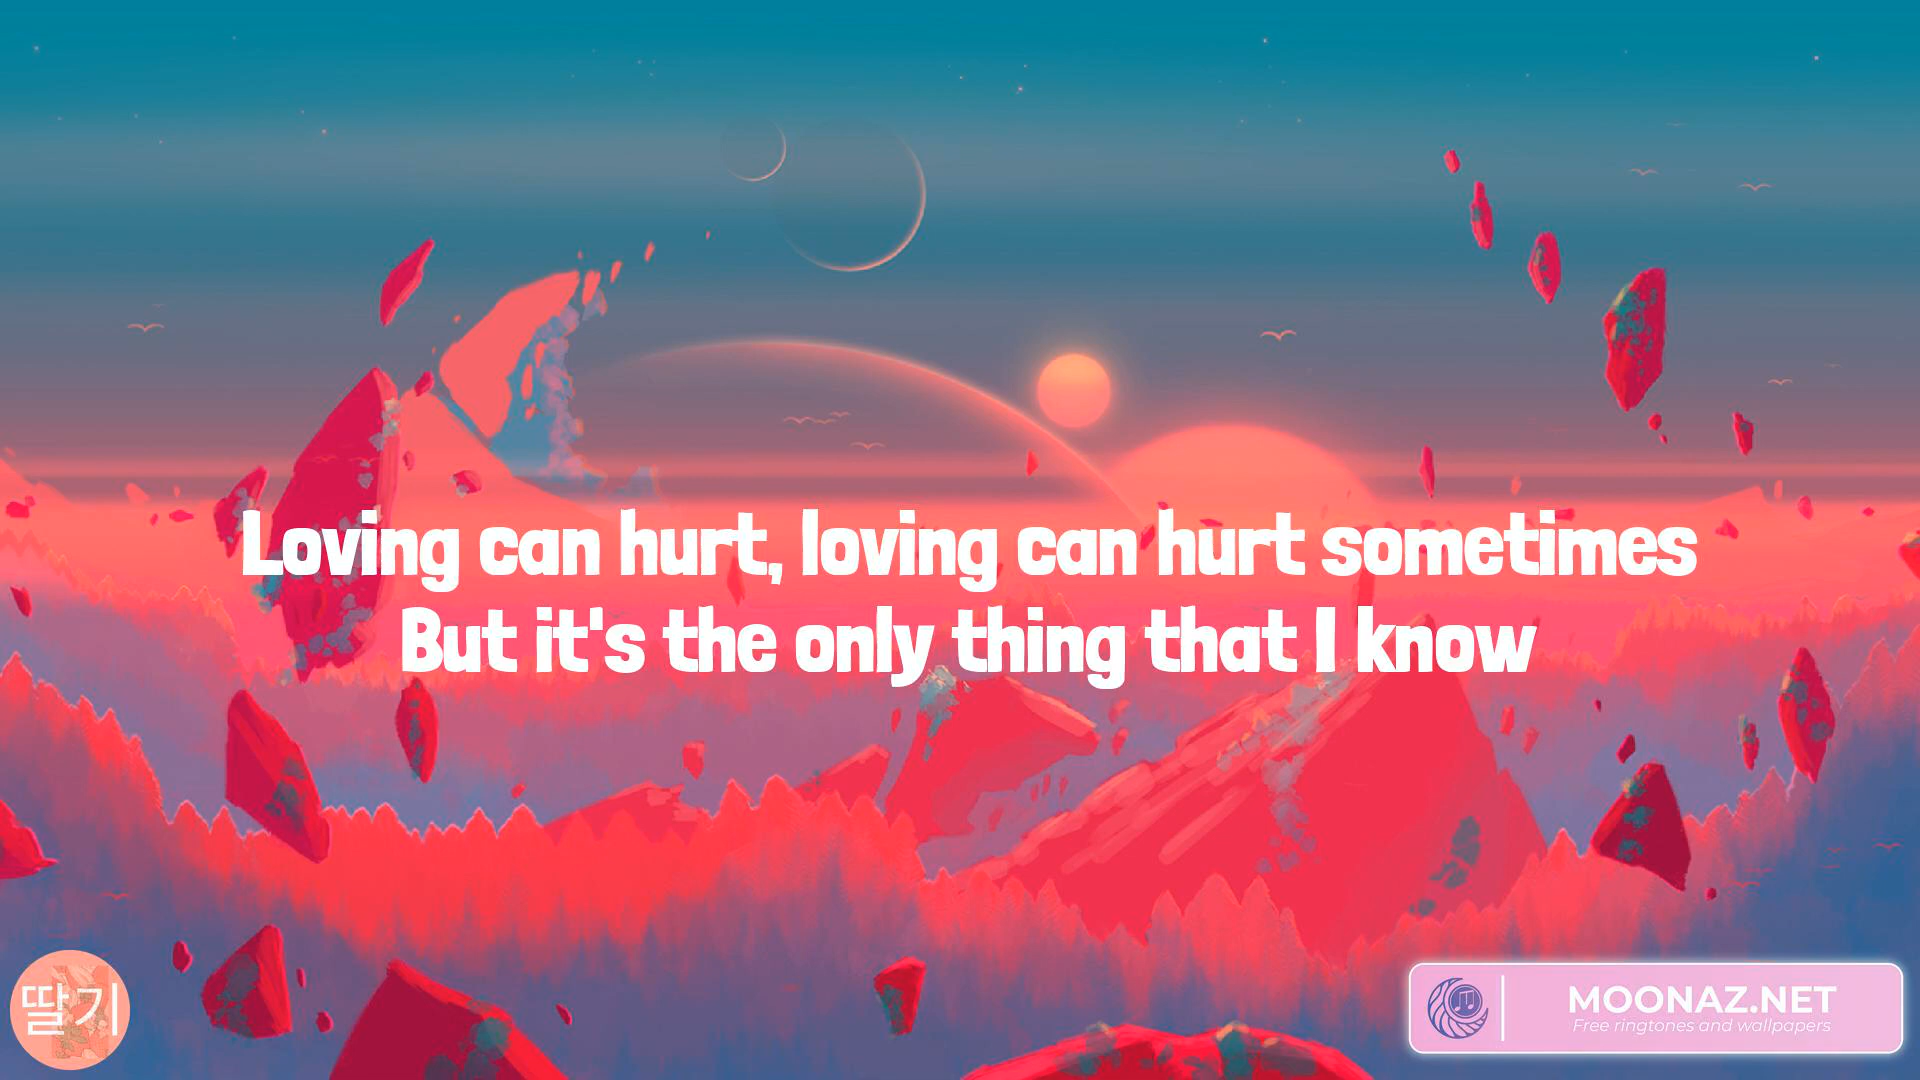 Loving can hurt, loving can hurt sometimes
But it's the only thing that I know
딸기
MOONAZ.NET
Free ringtones and wallpapers